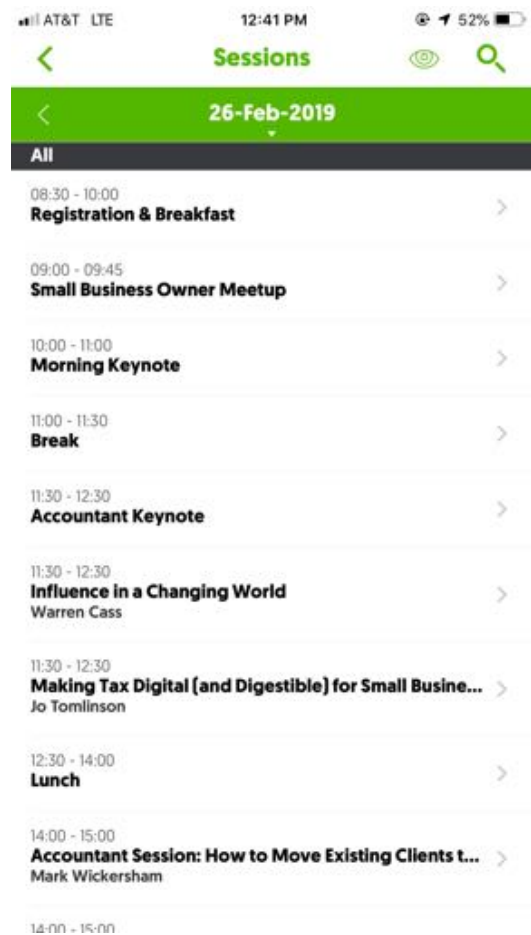 AT&T LTE 12:41 PM 52%
Sessions
26-Feb-2019
All
08:30 - 10:00
Registration & Breakfast
09:00 - 09:45
Small Business Owner Meetup
10:00 - 11:00
Morning Keynote
11:00 - 11:30
Break
11:30 - 12:30
Accountant Keynote
11:30 - 12:30
Influence in a Changing World
Warren Cass
11:30 - 12:30
Making Tax Digital (and Digestible) for Small Busine...
Jo Tomlinson
12:30 - 14:00
Lunch
14:00 - 15:00
Accountant Session: How to Move Existing Clients t...
Mark Wickersham
14:00 - 15:00